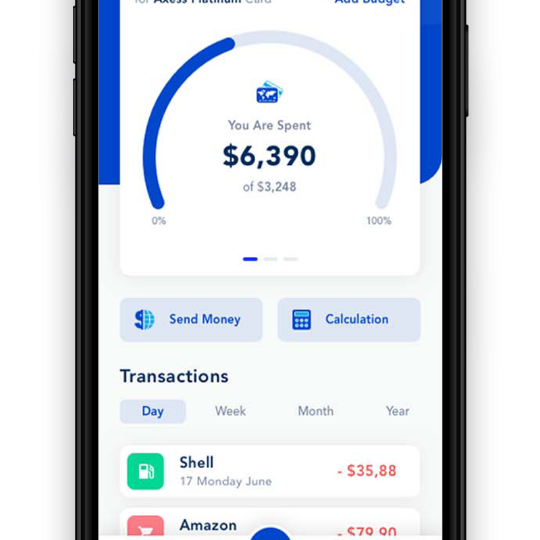 for Axess Platinum Card
Add Budget
You Are Spent
$6,390
of $3,248
0%
100%
Send Money
Calculation
Transactions
Day
Week
Month
Year
Shell
17 Monday June
- $35,88
Amazon
- $79,90